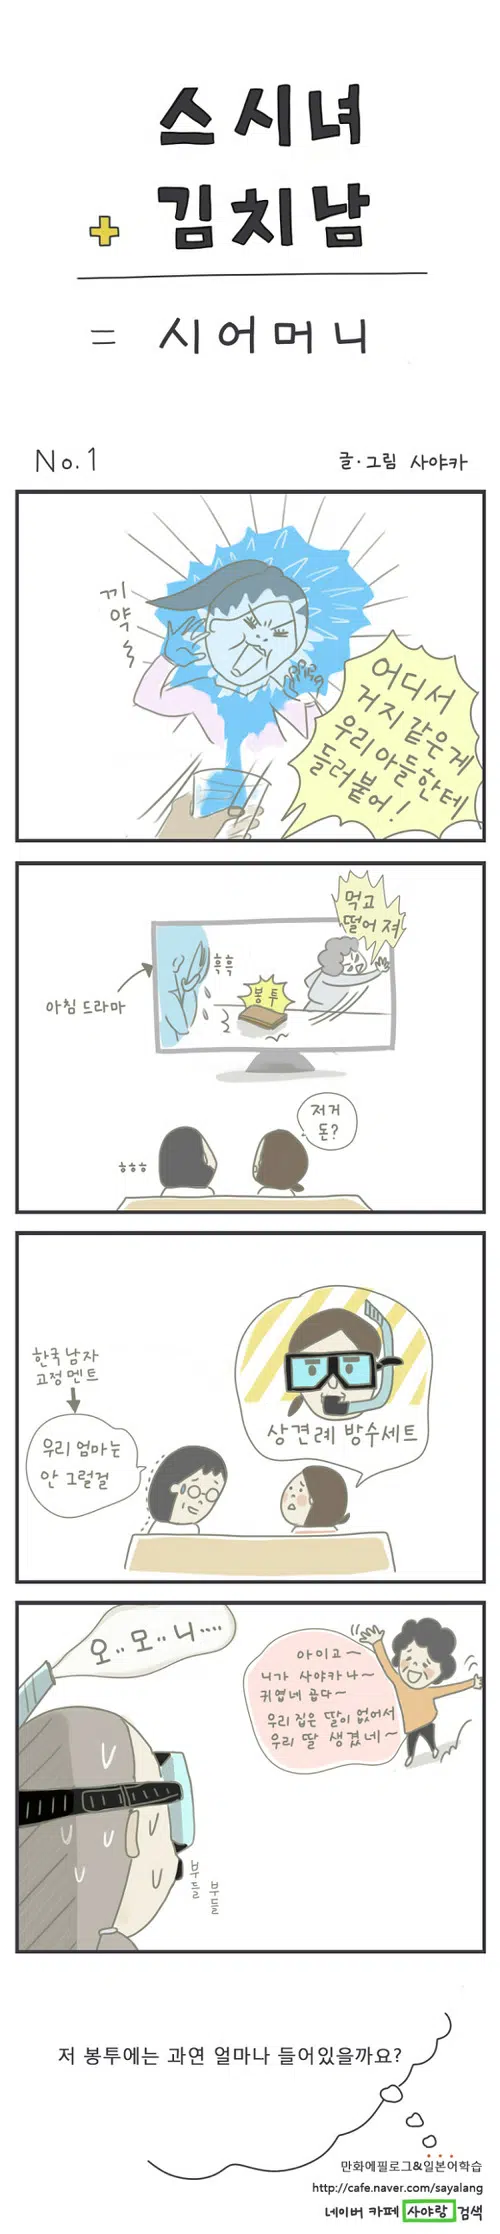 스시녀
+ 김치남
= 시어머니
No.1
글·그림 사야카
끼
약
어디서
거지 같은게
우리 아들한테
들러붙어!
먹고
떨어져
흑흑
봉투
아침 드라마
저거
돈?
ㅎㅎㅎ
한국 남자
고정 멘트
우리 엄마는
안 그럴걸
상견례 방수세트
오..모..니....
아이고~
니가 사야카나~
귀엽네 곱다~
우리 집은 딸이 없어서
우리 딸 생겼네~
부들
부들
저 봉투에는 과연 얼마나 들어있을까요?
만화에필로그&일본어학습
http://cafe.naver.com/sayalang
네이버 카페 사야랑 검색